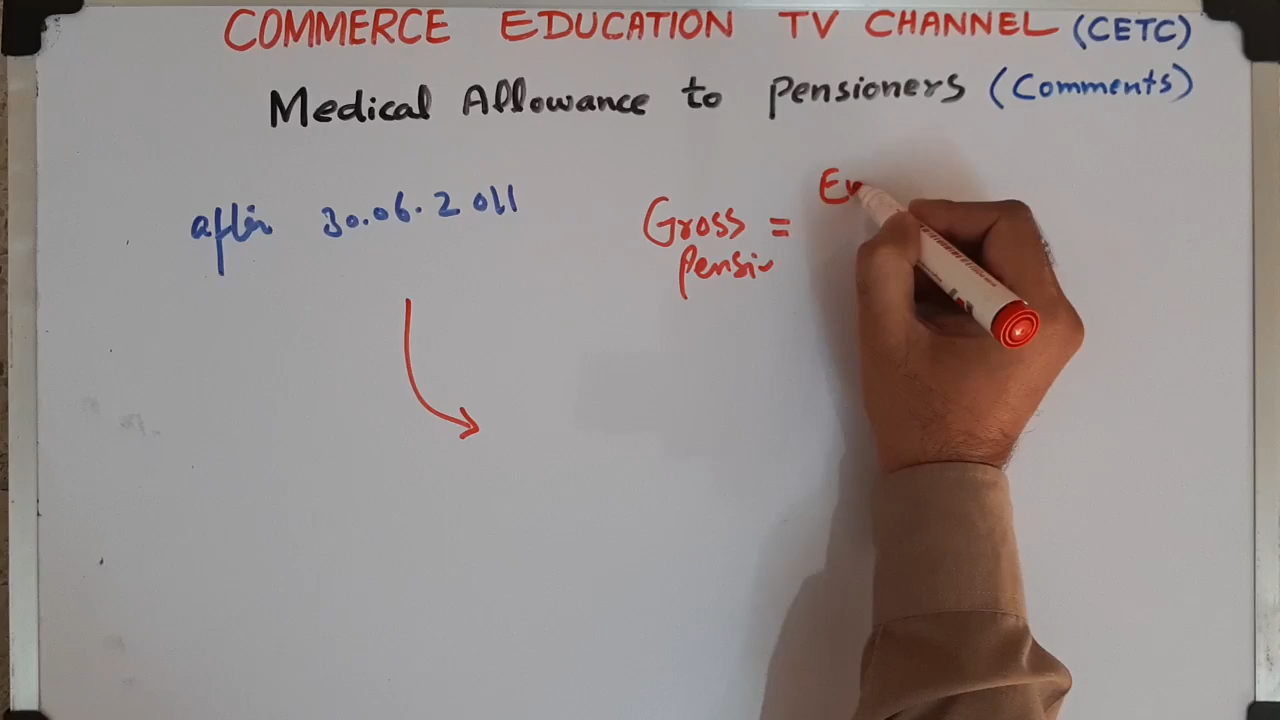 COMMERCE EDUCATION TV CHANNEL (CETC)
Medical Allowance to Pensioners (Comments)
after 30.06.2011
Gross =
Pensio